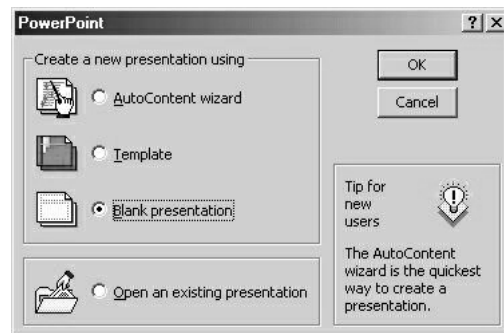 PowerPoint
Create a new presentation using
AutoContent wizard
Template
Blank presentation
Open an existing presentation
OK
Cancel
Tip for
new
users
The AutoContent
wizard is the quickest
way to create a
presentation.